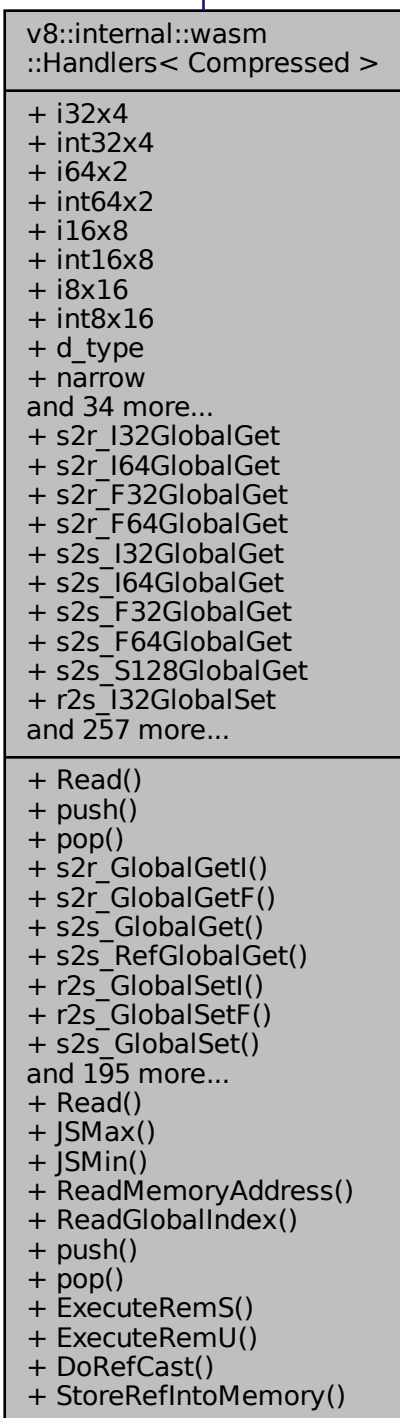 v8::internal::wasm
::Handlers< Compressed >
+ i32x4
+ int32x4
+ i64x2
+ int64x2
+ i16x8
+ int16x8
+ i8x16
+ int8x16
+ d_type
+ narrow
and 34 more...
+ s2r_I32GlobalGet
+ s2r_I64GlobalGet
+ s2r_F32GlobalGet
+ s2r_F64GlobalGet
+ s2s_I32GlobalGet
+ s2s_I64GlobalGet
+ s2s_F32GlobalGet
+ s2s_F64GlobalGet
+ s2s_S128GlobalGet
+ r2s_I32GlobalSet
and 257 more...
+ Read()
+ push()
+ pop()
+ s2r_GlobalGetI()
+ s2r_GlobalGetF()
+ s2s_GlobalGet()
+ s2s_RefGlobalGet()
+ r2s_GlobalSetI()
+ r2s_GlobalSetF()
+ s2s_GlobalSet()
and 195 more...
+ Read()
+ JSMax()
+ JSMin()
+ ReadMemoryAddress()
+ ReadGlobalIndex()
+ push()
+ pop()
+ ExecuteRemS()
+ ExecuteRemU()
+ DoRefCast()
+ StoreRefIntoMemory()